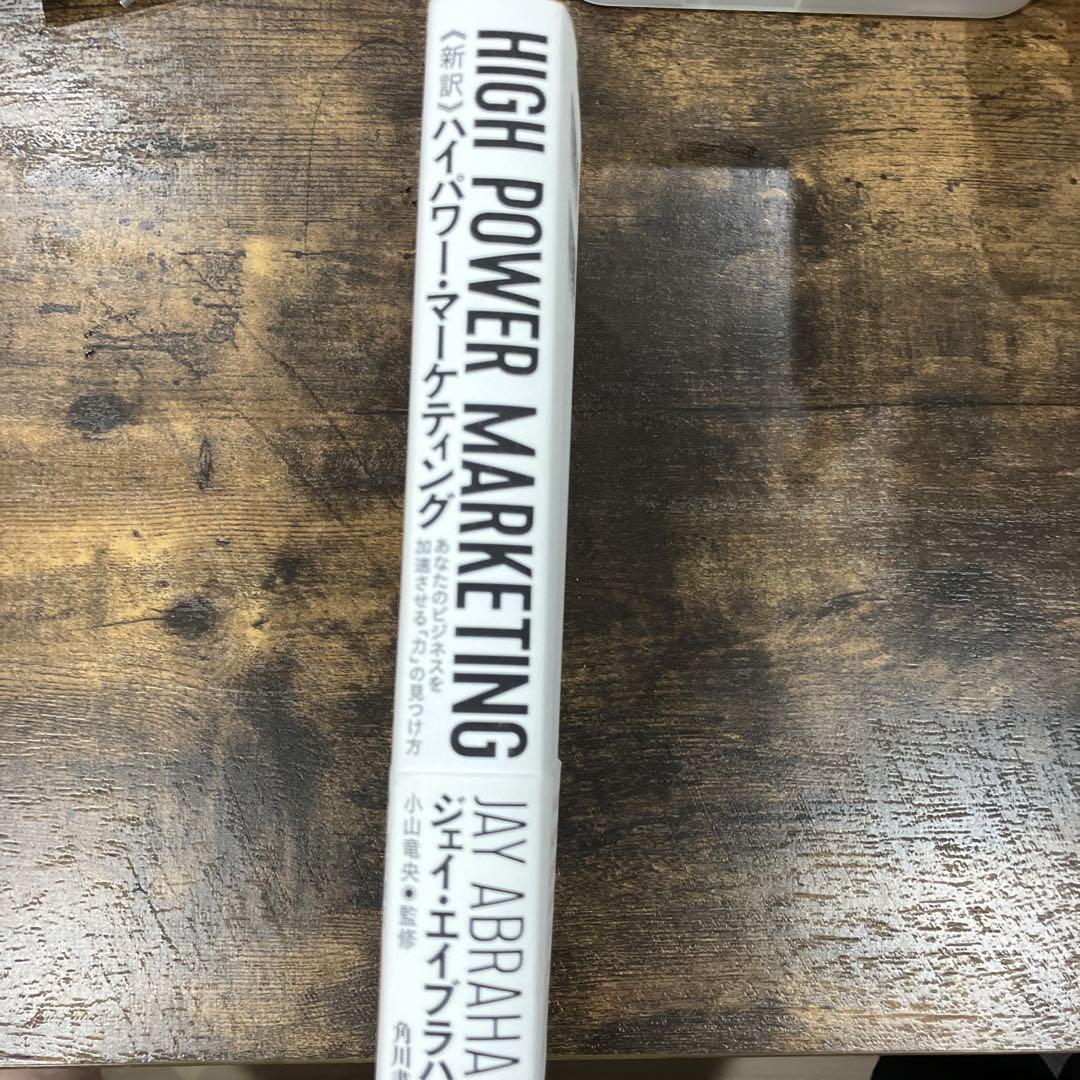 HIGH POWER MARKETING
《新訳》ハイパワー・マーケティング
あなたのビジネスを
加速させる「力」の見つけ方
JAY ABRAHA
ジェイ・エイブラハ
小山竜央●監修
角川